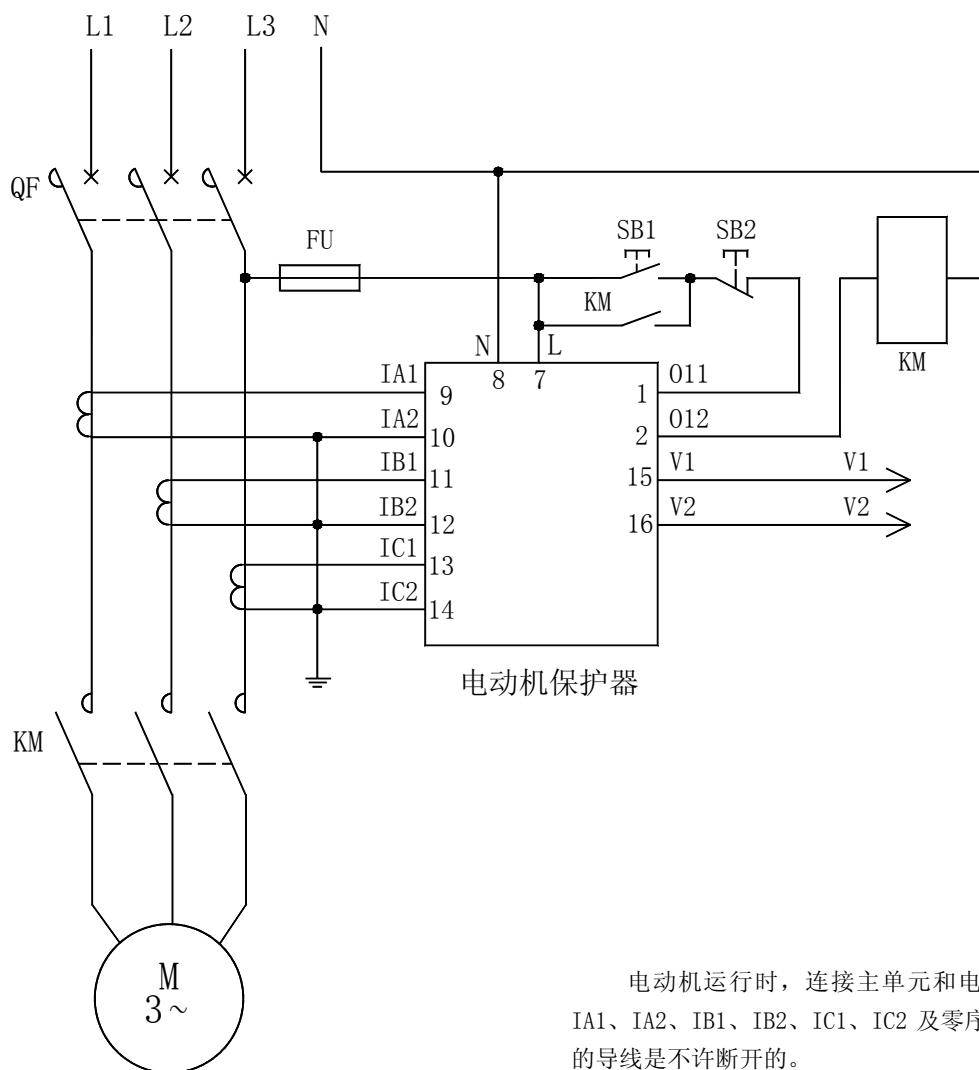 L1 L2 L3 N
QF
FU
SB1 SB2
KM
KM
N L
8 7
IA1 9
IA2 10
IB1 11
IB2 12
IC1 13
IC2 14
1 O11
2 O12
15 V1 V1
16 V2 V2
电动机保护器
KM
M
3~
电动机运行时，连接主单元和电
IA1、IA2、IB1、IB2、IC1、IC2 及零序
的导线是不许断开的。